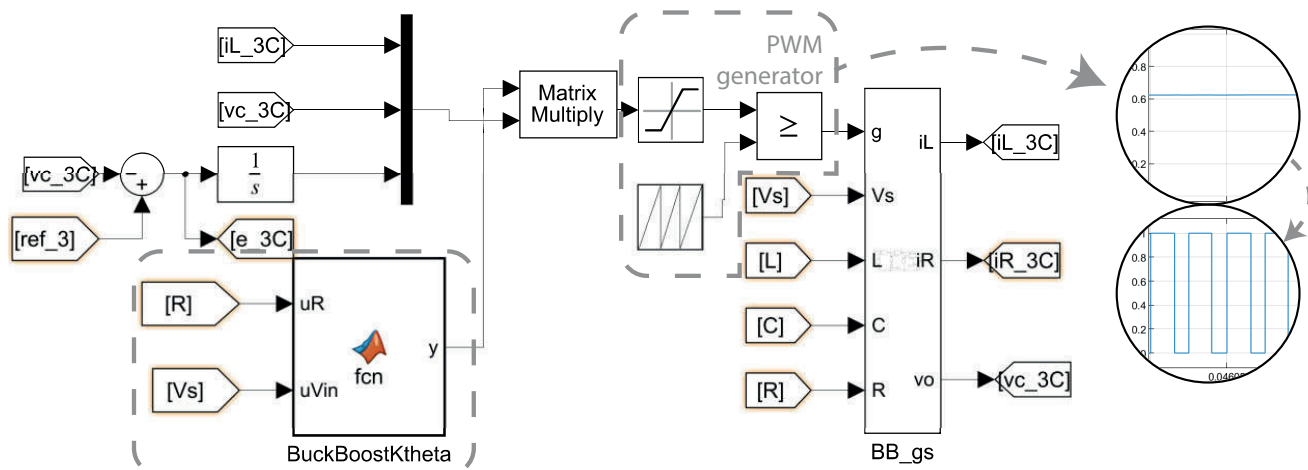 [iL_3C]
[vc_3C]
[vc_3C]
−
+
1
s
[ref_3]
[e_3C]
[R]
uR
[Vs]
uVin
y
fcn
BuckBoostKtheta
Matrix
Multiply
PWM
generator
≥
[Vs]
[L]
[C]
[R]
g
Vs
L
C
R
iL
iR
vo
BB_gs
[iL_3C]
[iR_3C]
[vc_3C]
0.8
0.6
0.4
0.2
1
0.8
0.6
0.4
0.2
0